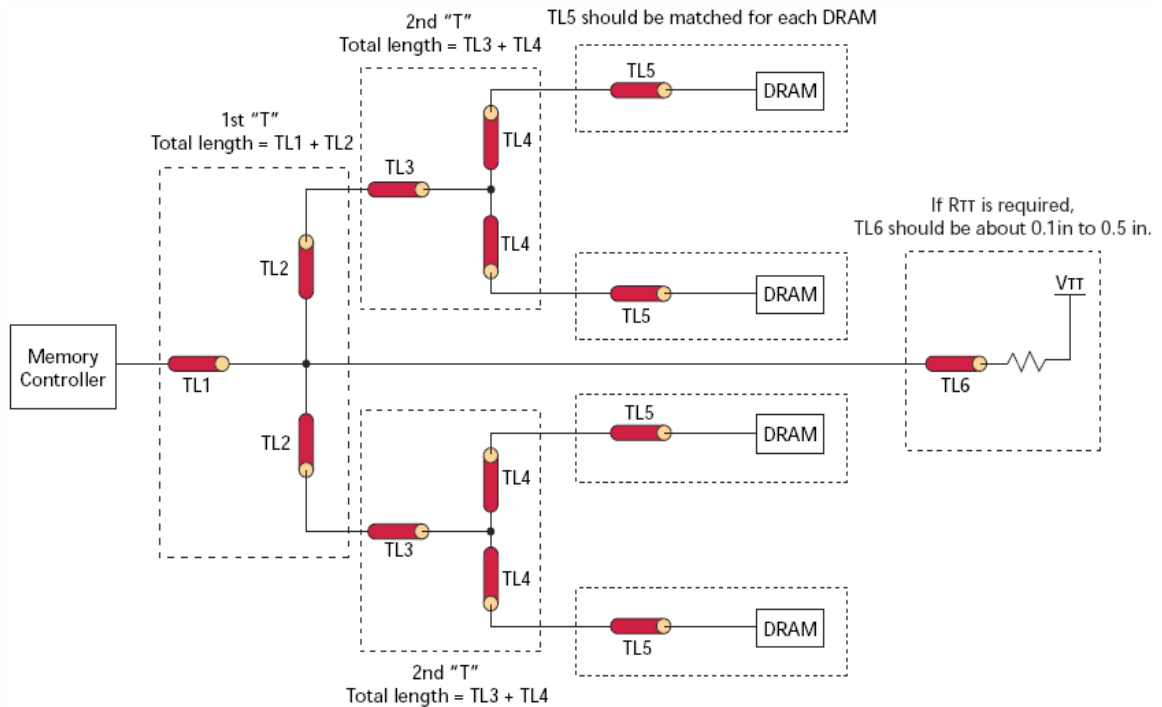 TL5 should be matched for each DRAM
2nd “T”
Total length = TL3 + TL4
TL5
DRAM
1st “T”
Total length = TL1 + TL2
TL4
TL3
If RTT is required,
TL6 should be about 0.1in to 0.5 in.
TL4
TL2
VTT
DRAM
TL5
Memory
Controller
TL1
TL6
TL5
TL2
DRAM
TL4
TL3
TL4
DRAM
TL5
2nd “T”
Total length = TL3 + TL4